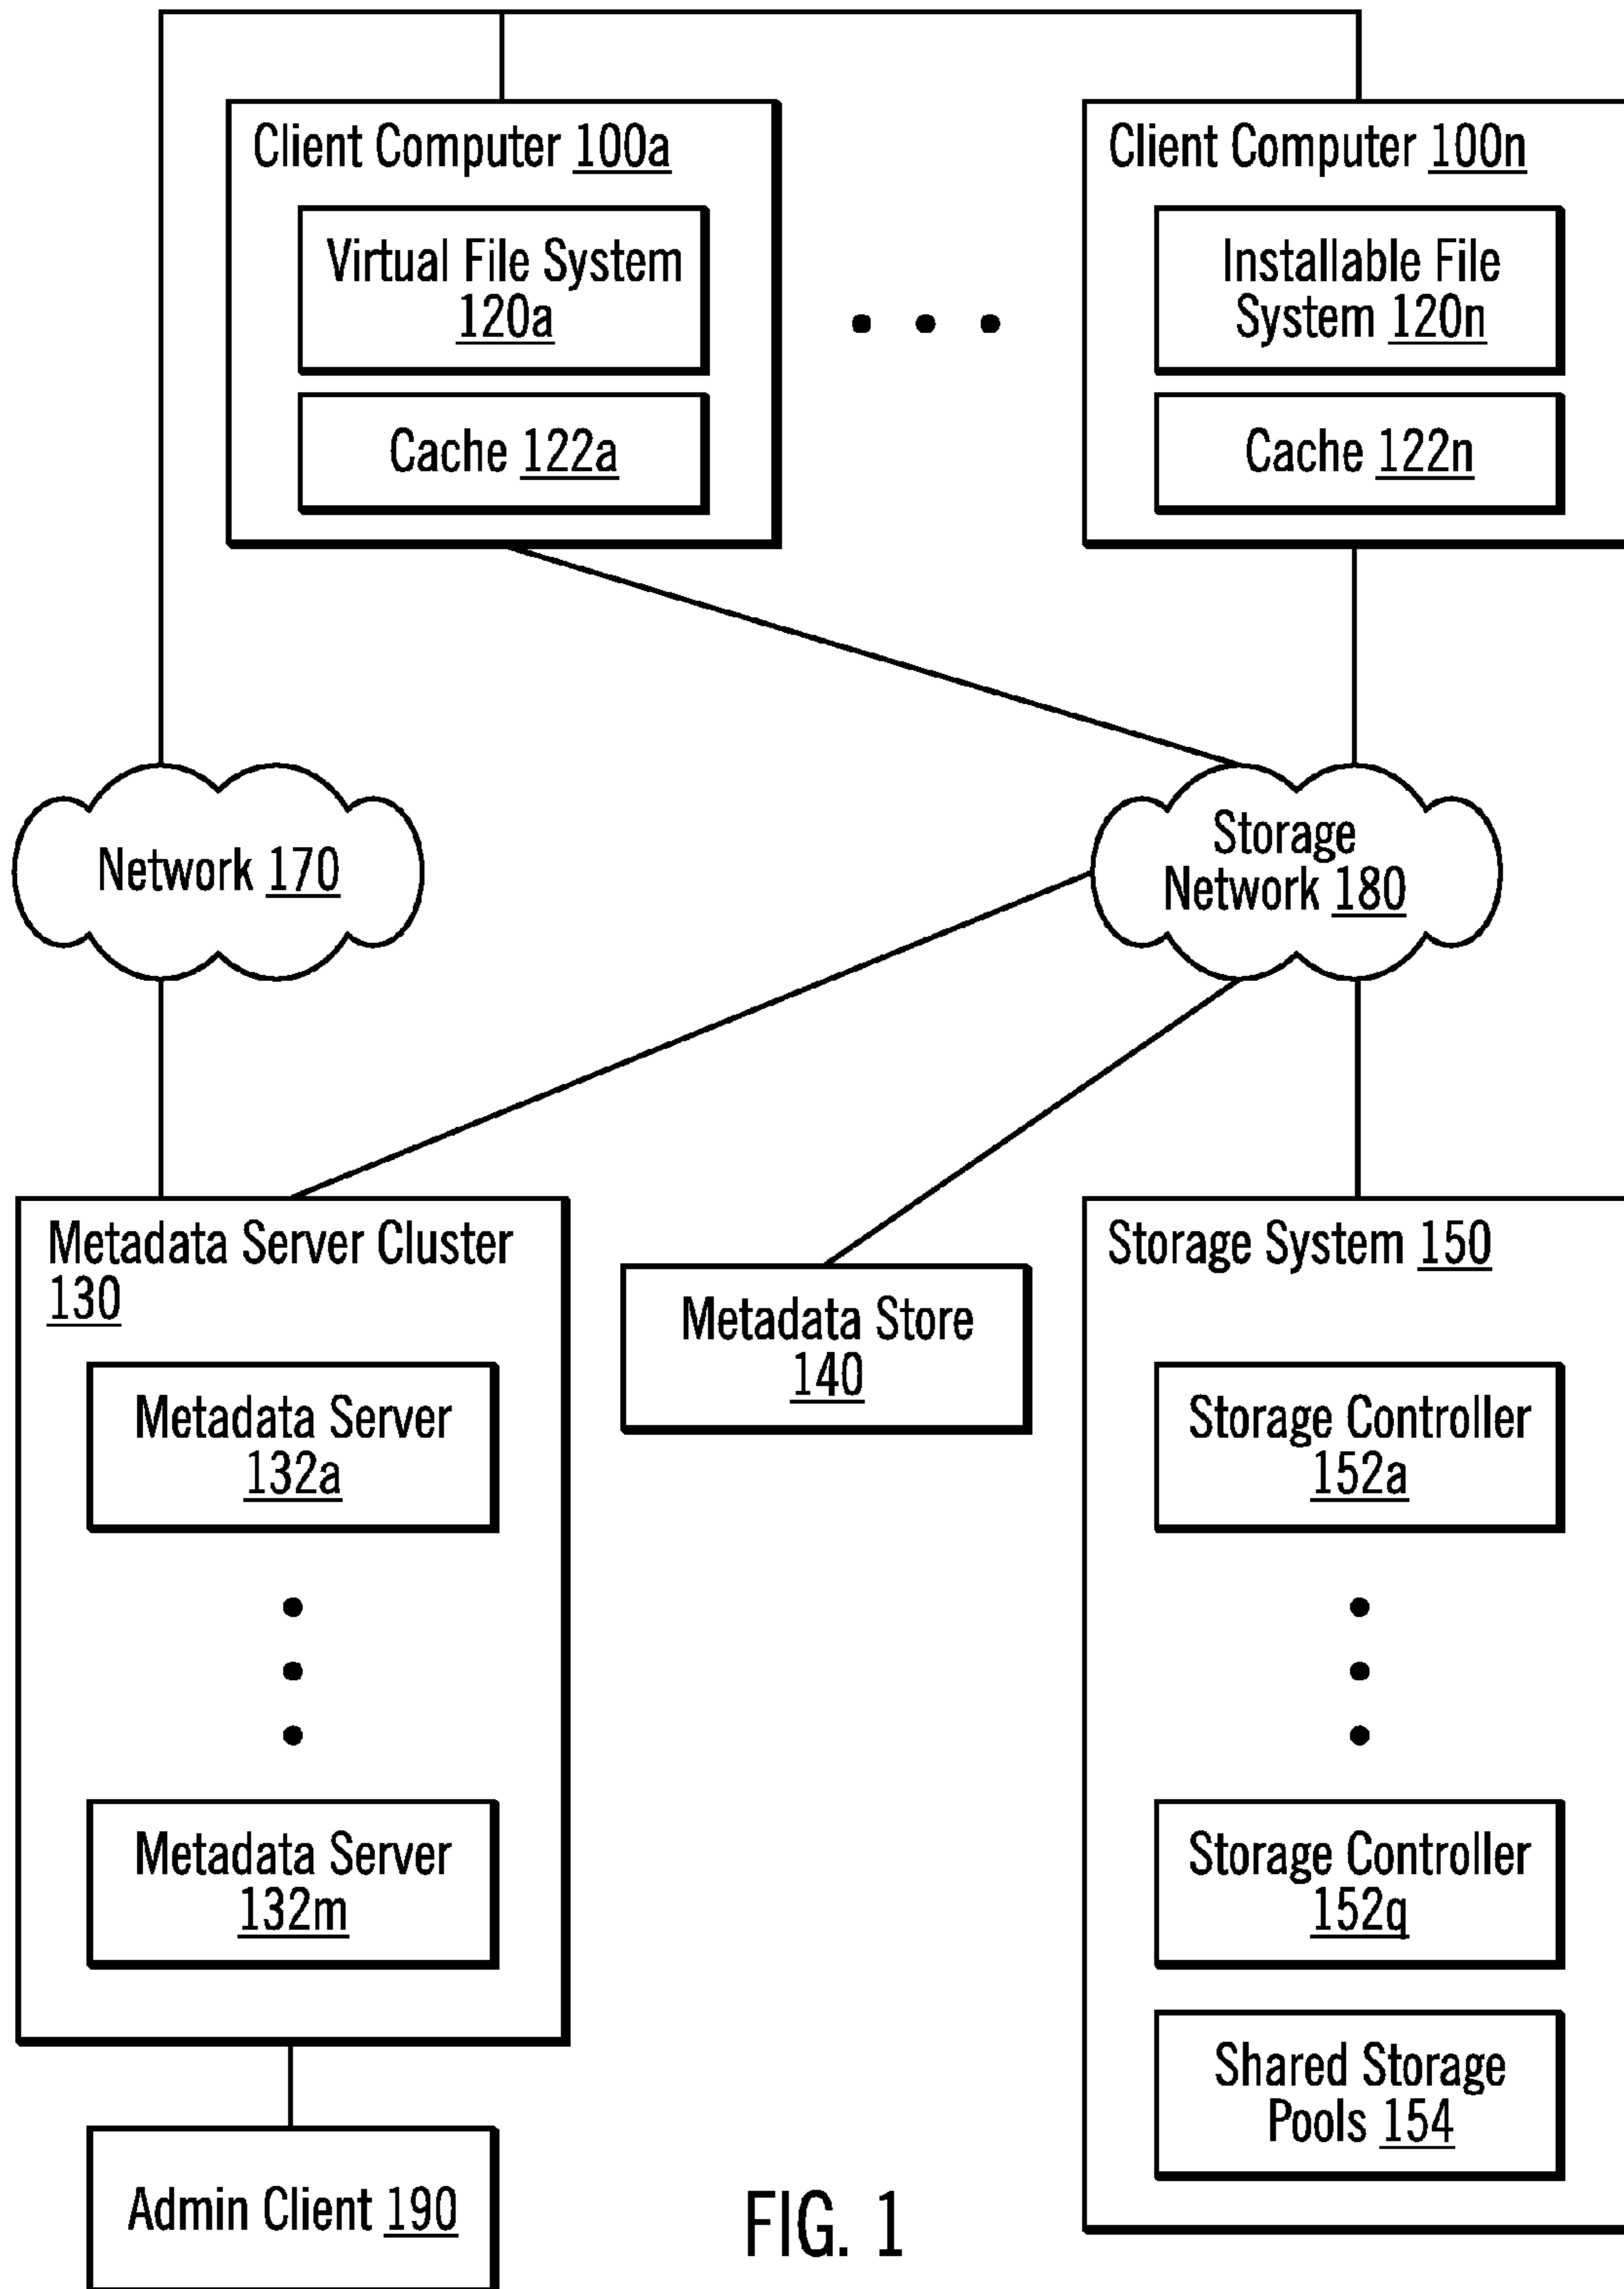 Client Computer 100a
Virtual File System
120a
Cache 122a
Client Computer 100n
Installable File
System 120n
Cache 122n
Network 170
Storage
Network 180
Metadata Server Cluster
130
Metadata Server
132a
Metadata Server
132m
Metadata Store
140
Storage System 150
Storage Controller
152a
Storage Controller
152q
Shared Storage
Pools 154
Admin Client 190
FIG. 1